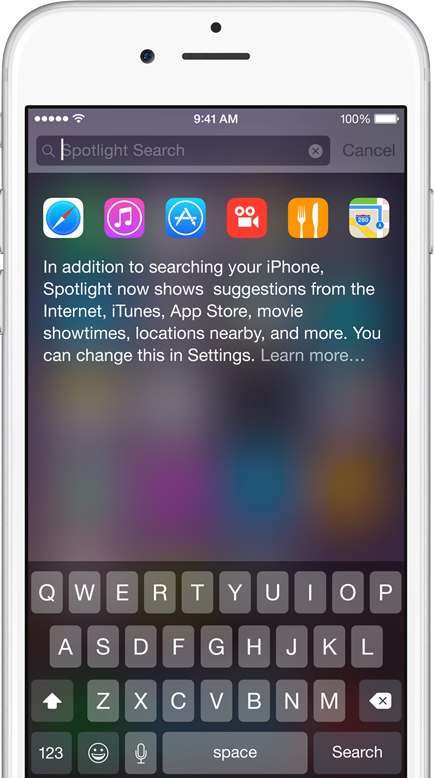 9:41 AM 100%
Spotlight Search Cancel
280
In addition to searching your iPhone,
Spotlight now shows  suggestions from the
Internet, iTunes, App Store, movie
showtimes, locations nearby, and more. You
can change this in Settings. Learn more…
Q W E R T Y U I O P
A S D F G H J K L
Z X C V B N M
123 space Search